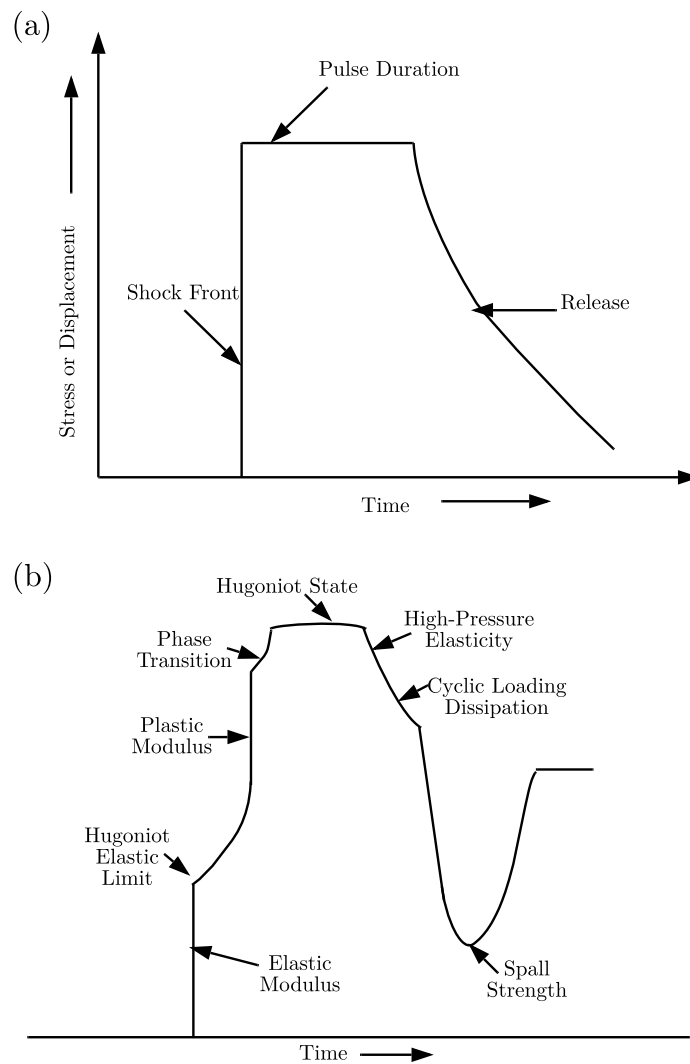 (a)
Pulse Duration
Shock Front
Release
Stress or Displacement
Time
(b)
Hugoniot State
High-Pressure
Elasticity
Phase
Transition
Cyclic Loading
Dissipation
Plastic
Modulus
Hugoniot
Elastic
Limit
Elastic
Modulus
Spall
Strength
Time